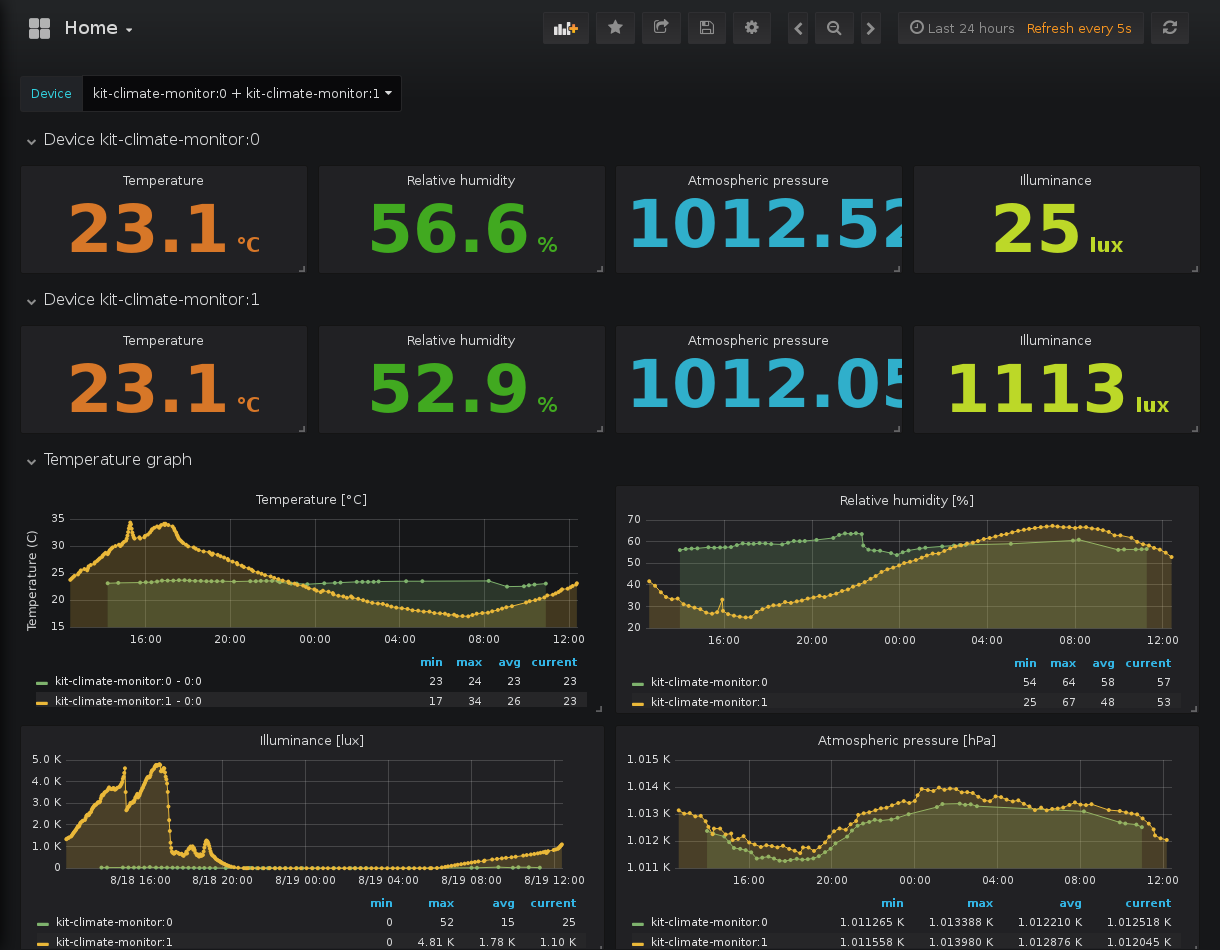 Home
Last 24 hours Refresh every 5s
Device kit-climate-monitor:0 + kit-climate-monitor:1
Device kit-climate-monitor:0
Temperature Relative humidity Atmospheric pressure Illuminance
23.1 °C 56.6 % 1012.52 25 lux
Device kit-climate-monitor:1
Temperature Relative humidity Atmospheric pressure Illuminance
23.1 °C 52.9 % 1012.05 1113 lux
Temperature graph
Temperature [°C]
Temperature (C)
35
30
25
20
15
16:00 20:00 00:00 04:00 08:00 12:00
min max avg current
kit-climate-monitor:0 - 0:0 23 24 23 23
kit-climate-monitor:1 - 0:0 17 34 26 23
Relative humidity [%]
70
60
50
40
30
20
16:00 20:00 00:00 04:00 08:00 12:00
min max avg current
kit-climate-monitor:0 54 64 58 57
kit-climate-monitor:1 25 67 48 53
Illuminance [lux]
5.0 K
4.0 K
3.0 K
2.0 K
1.0 K
0
8/18 16:00 8/18 20:00 8/19 00:00 8/19 04:00 8/19 08:00 8/19 12:00
min max avg current
kit-climate-monitor:0 0 52 15 25
kit-climate-monitor:1 0 4.81 K 1.78 K 1.10 K
Atmospheric pressure [hPa]
1.015 K
1.014 K
1.013 K
1.012 K
1.011 K
16:00 20:00 00:00 04:00 08:00 12:00
min max avg current
kit-climate-monitor:0 1.011265 K 1.013388 K 1.012210 K 1.012518 K
kit-climate-monitor:1 1.011558 K 1.013980 K 1.012876 K 1.012045 K